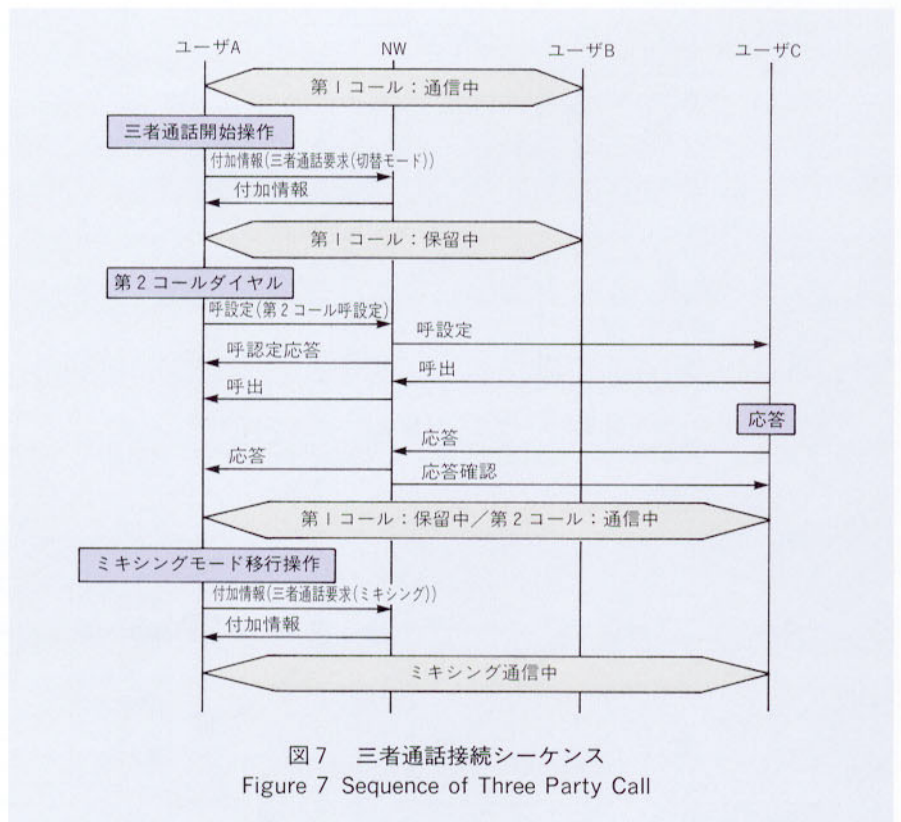 ユーザA NW ユーザB ユーザC
第1コール：通信中
三者通話開始操作
付加情報(三者通話要求(切替モード))
付加情報
第1コール：保留中
第2コールダイヤル
呼設定(第2コール呼設定)
呼設定
呼認定応答
呼出
呼出
応答
応答
応答
応答確認
第1コール：保留中／第2コール：通信中
ミキシングモード移行操作
付加情報(三者通話要求(ミキシング))
付加情報
ミキシング通信中
図7 三者通話接続シーケンス
Figure 7 Sequence of Three Party Call